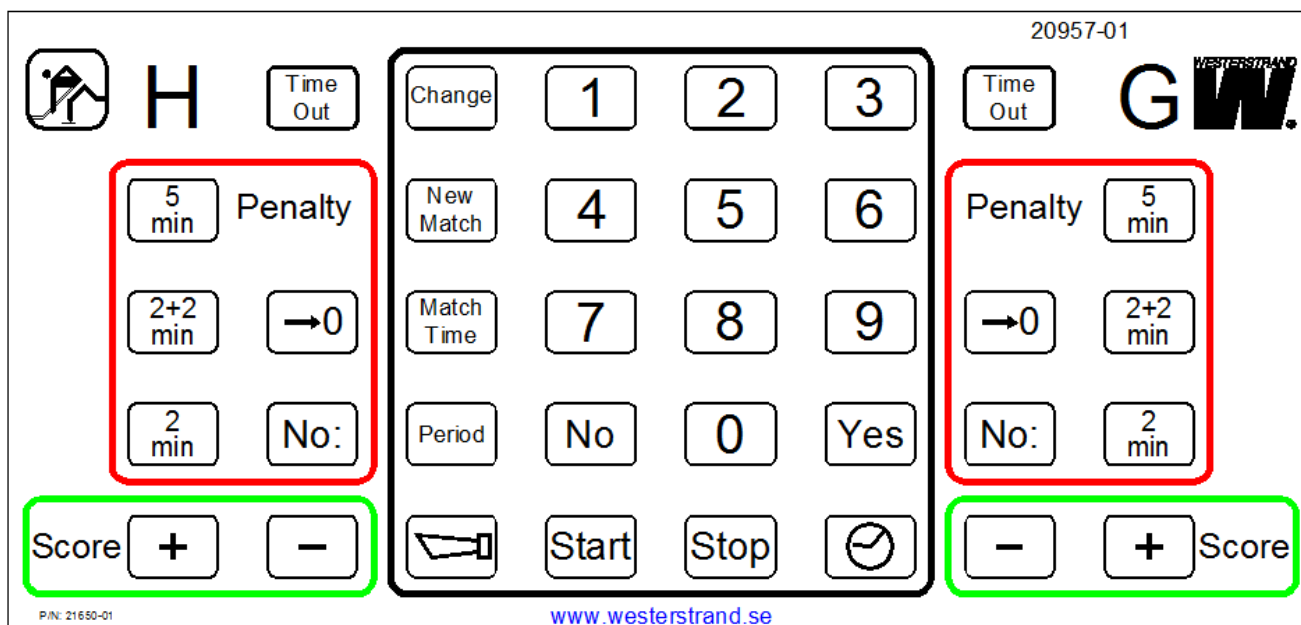 20957-01
H
Time
Out
Change
1
2
3
Time
Out
G
WESTERSTRAND
W.
5
min
Penalty
New
Match
4
5
6
Penalty
5
min
2+2
min
→0
Match
Time
7
8
9
→0
2+2
min
2
min
No:
Period
No
0
Yes
No:
2
min
Score
+
−
Start
Stop
−
+
Score
P/N: 21650-01
www.westerstrand.se